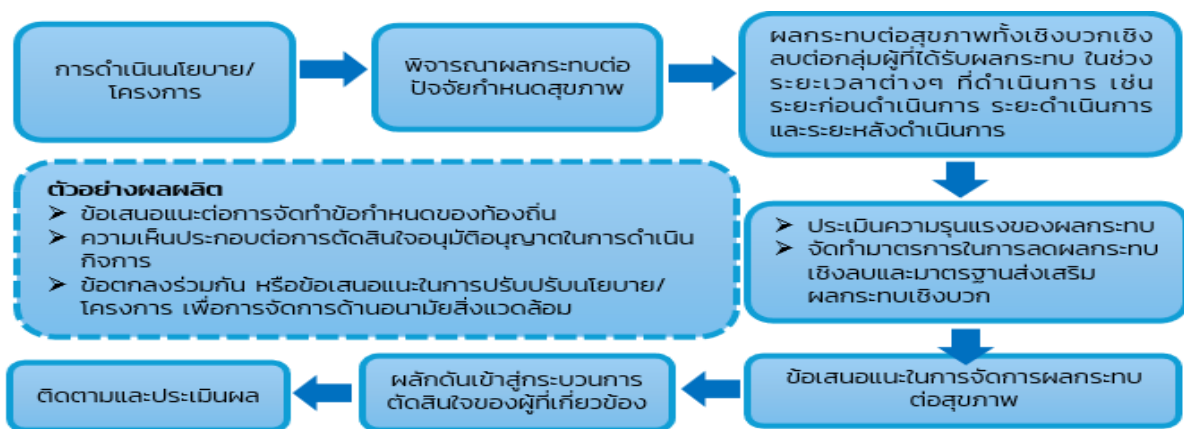 การดำเนินนโยบาย/
โครงการ
พิจารณาผลกระทบต่อ
ปัจจัยกำหนดสุขภาพ
ผลกระทบต่อสุขภาพทั้งเชิงบวกเชิง
ลบต่อกลุ่มผู้ที่ได้รับผลกระทบ ในช่วง
ระยะเวลาต่างๆ ที่ดำเนินการ เช่น
ระยะก่อนดำเนินการ ระยะดำเนินการ
และระยะหลังดำเนินการ
➢ ประเมินความรุนแรงของผลกระทบ
➢ จัดทำมาตรการในการลดผลกระทบ
เชิงลบและมาตรฐานส่งเสริม
ผลกระทบเชิงบวก
ข้อเสนอแนะในการจัดการผลกระทบ
ต่อสุขภาพ
ผลักดันเข้าสู่กระบวนการ
ตัดสินใจของผู้ที่เกี่ยวข้อง
ติดตามและประเมินผล
ตัวอย่างผลผลิต
➢ ข้อเสนอแนะต่อการจัดทำข้อกำหนดของท้องถิ่น
➢ ความเห็นประกอบต่อการตัดสินใจอนุมัติอนุญาตในการดำเนิน
กิจการ
➢ ข้อตกลงร่วมกัน หรือข้อเสนอแนะในการปรับปรับนโยบาย/
โครงการ เพื่อการจัดการด้านอนามัยสิ่งแวดล้อม